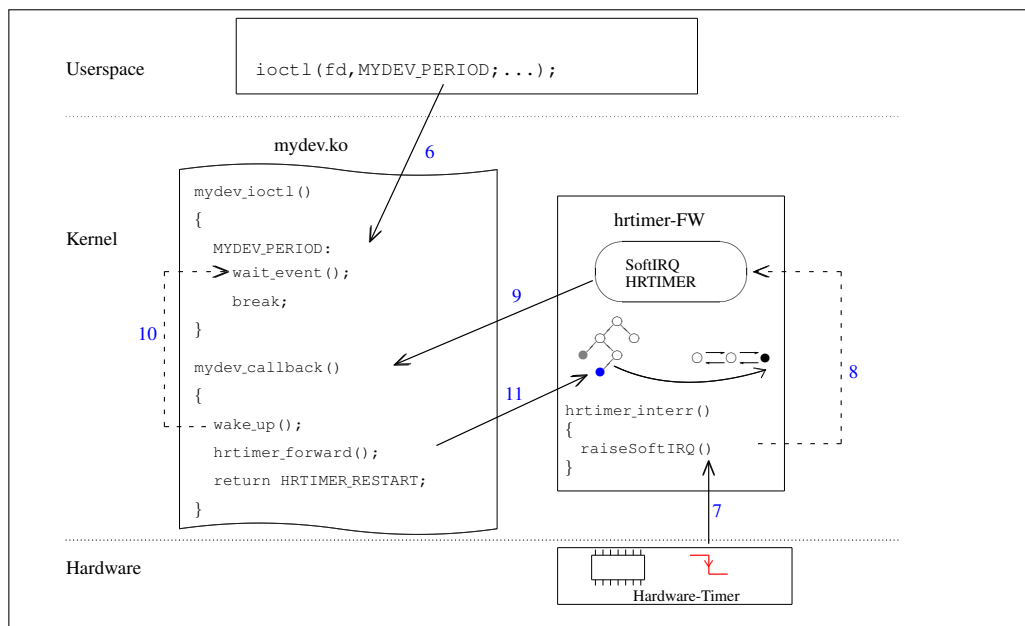 Userspace
ioctl(fd,MYDEV_PERIOD;...);
mydev.ko
6
Kernel
mydev_ioctl()
{
MYDEV_PERIOD:
wait_event();
break;
}
10
mydev_callback()
{
wake_up();
hrtimer_forward();
return HRTIMER_RESTART;
}
9
11
hrtimer-FW
SoftIRQ
HRTIMER
8
hrtimer_interr()
{
raiseSoftIRQ()
}
7
Hardware
Hardware-Timer